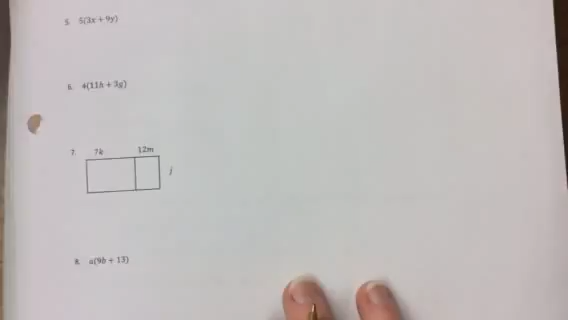 5. 5(3x + 9y)
6. 4(11h + 3g)
7. 7k 12m
j
8. a(9b + 13)